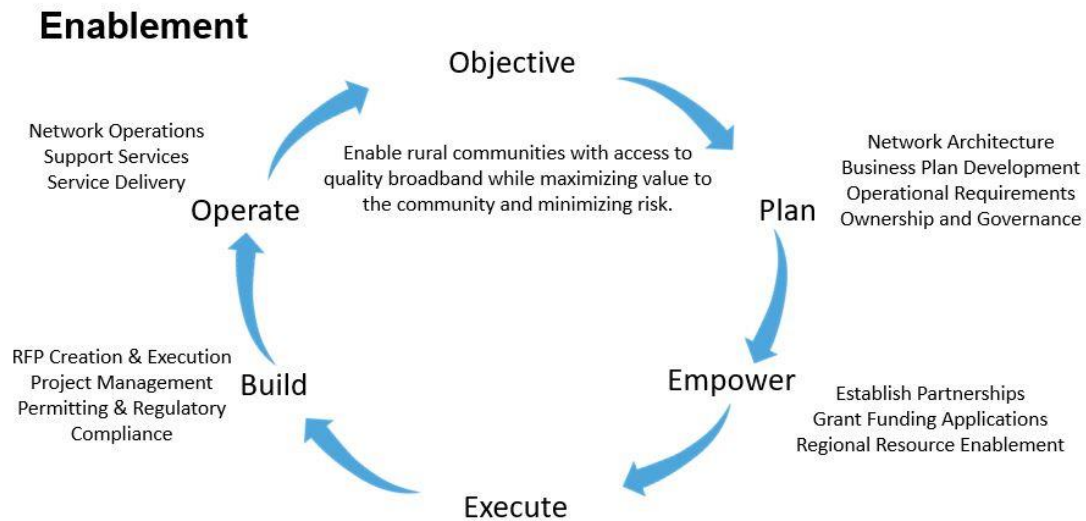 Enablement
Objective
Enable rural communities with access to
quality broadband while maximizing value to
the community and minimizing risk.
Plan
Network Architecture
Business Plan Development
Operational Requirements
Ownership and Governance
Empower
Establish Partnerships
Grant Funding Applications
Regional Resource Enablement
Execute
Build
RFP Creation & Execution
Project Management
Permitting & Regulatory
Compliance
Operate
Network Operations
Support Services
Service Delivery